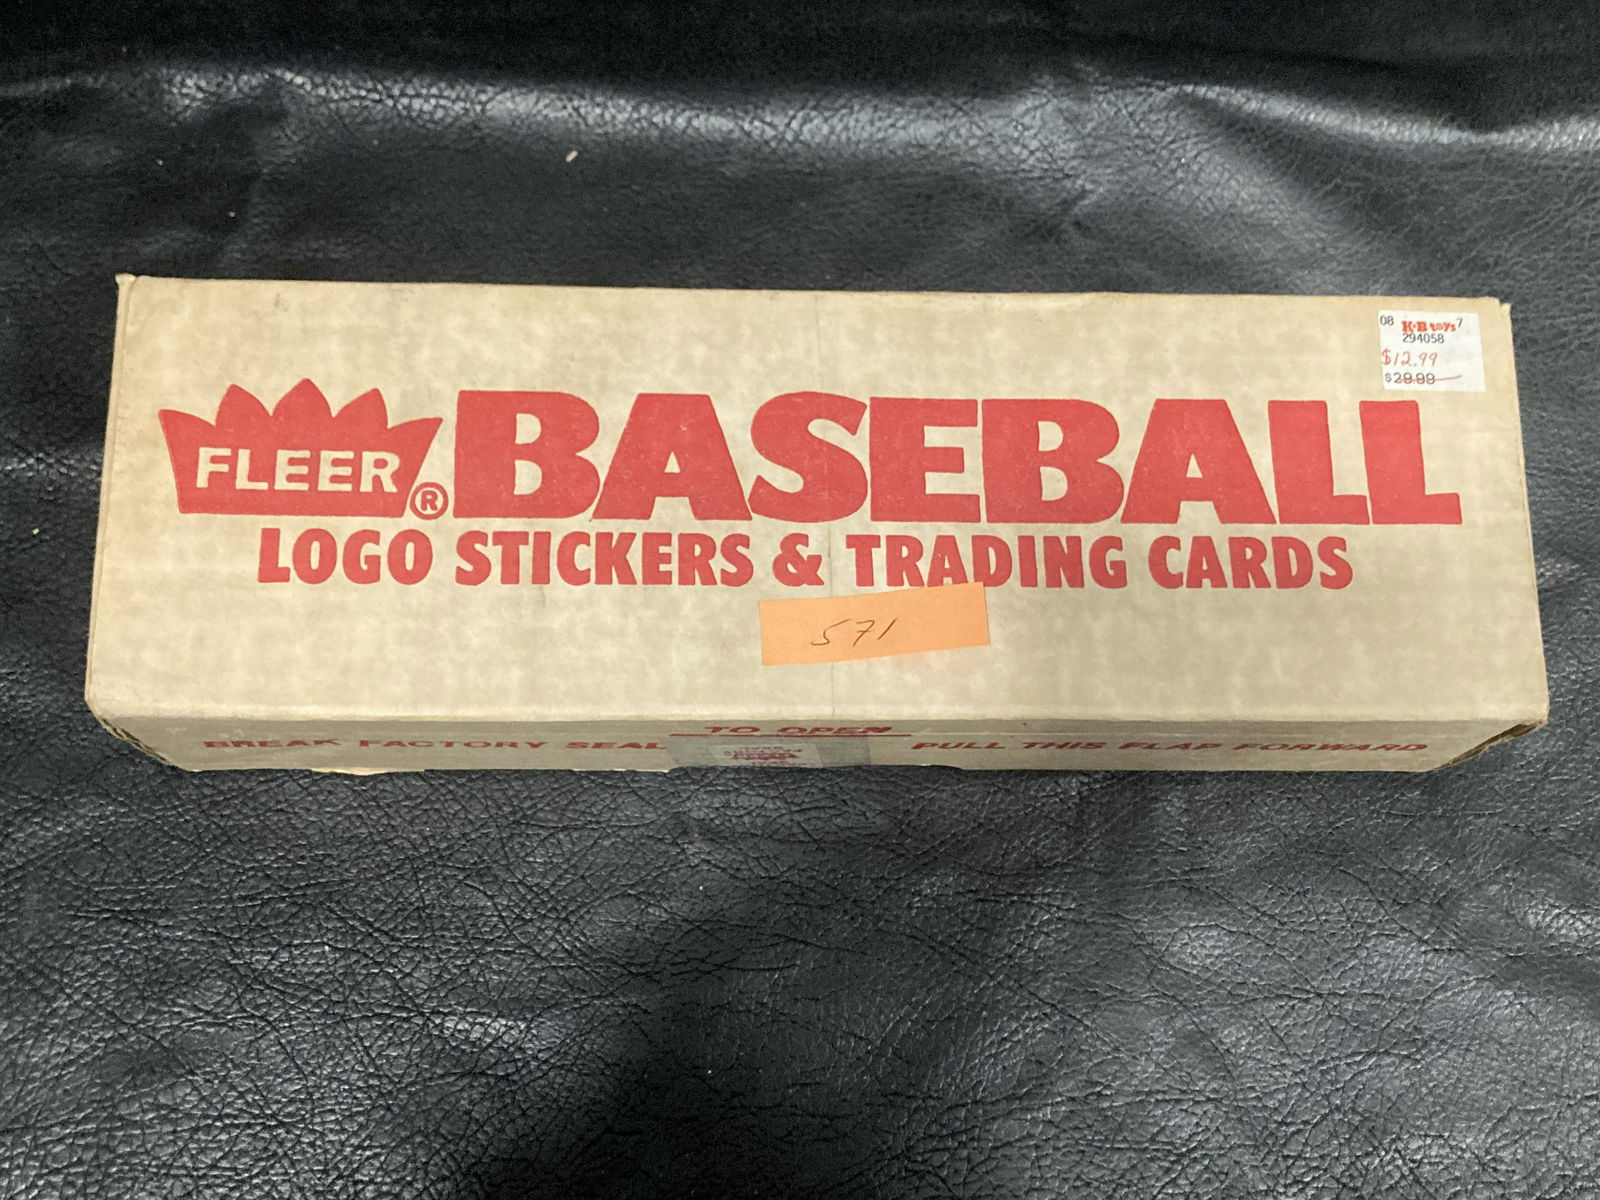 08 K·B toys 7
294058
$12.99
$29.99
FLEER® BASEBALL
LOGO STICKERS & TRADING CARDS
571
TO OPEN
BREAK FACTORY SEAL PULL THIS FLAP FORWARD